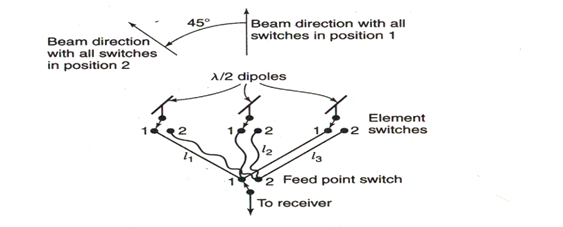 45°
Beam direction with all
switches in position 1
Beam direction
with all switches
in position 2
λ/2 dipoles
Element
switches
1 2 1 2 1 2
l1 l2 l3
1 2 Feed point switch
To receiver